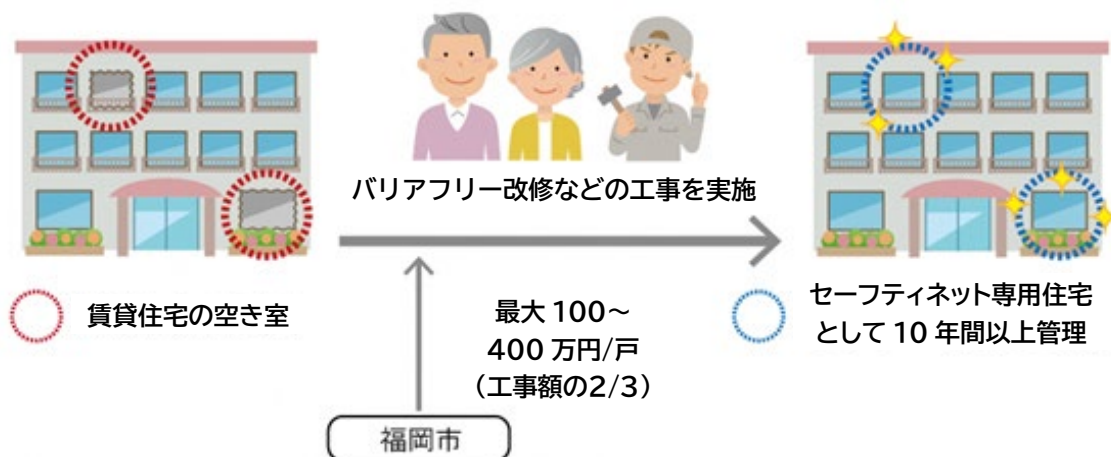 バリアフリー改修などの工事を実施
賃貸住宅の空き室
最大 100～
400 万円/戸
（工事額の2/3）
セーフティネット専用住宅
として 10 年間以上管理
福岡市